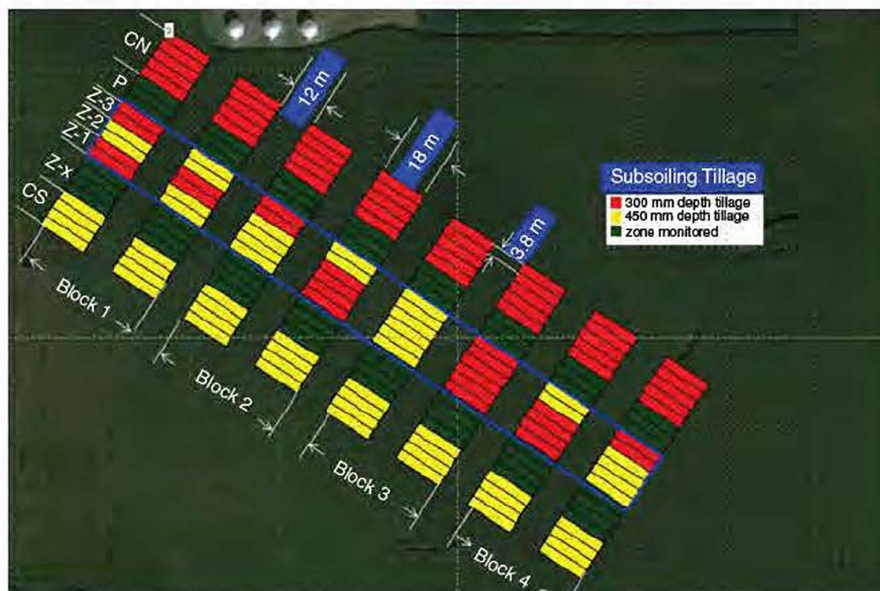 CN
P
Z-3
Z-2
Z-1
Z-x
CS
12 m
18 m
3.8 m
Subsoiling Tillage
300 mm depth tillage
450 mm depth tillage
zone monitored
Block 1
Block 2
Block 3
Block 4